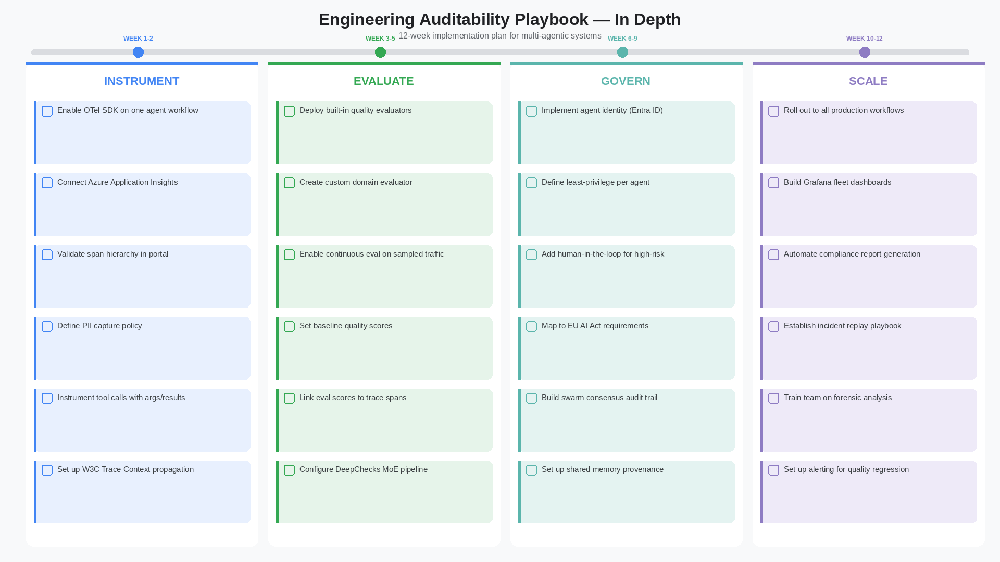 Engineering Auditability Playbook — In Depth
12-week implementation plan for multi-agentic systems
WEEK 1-2
WEEK 3-5
WEEK 6-9
WEEK 10-12
INSTRUMENT
Enable OTel SDK on one agent workflow
Connect Azure Application Insights
Validate span hierarchy in portal
Define PII capture policy
Instrument tool calls with args/results
Set up W3C Trace Context propagation
EVALUATE
Deploy built-in quality evaluators
Create custom domain evaluator
Enable continuous eval on sampled traffic
Set baseline quality scores
Link eval scores to trace spans
Configure DeepChecks MoE pipeline
GOVERN
Implement agent identity (Entra ID)
Define least-privilege per agent
Add human-in-the-loop for high-risk
Map to EU AI Act requirements
Build swarm consensus audit trail
Set up shared memory provenance
SCALE
Roll out to all production workflows
Build Grafana fleet dashboards
Automate compliance report generation
Establish incident replay playbook
Train team on forensic analysis
Set up alerting for quality regression